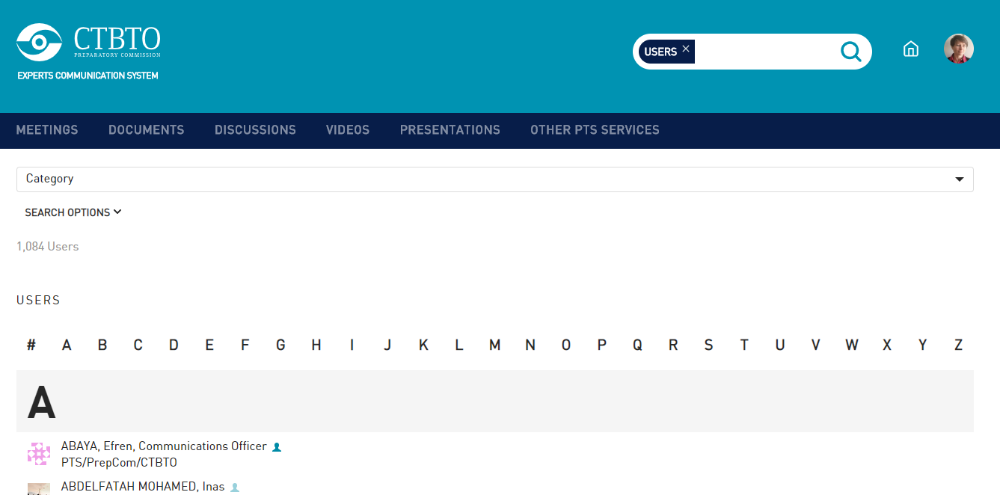 CTBTO
PREPARATORY COMMISSION
EXPERTS COMMUNICATION SYSTEM
USERS ×
MEETINGS DOCUMENTS DISCUSSIONS VIDEOS PRESENTATIONS OTHER PTS SERVICES
Category
SEARCH OPTIONS
1,084 Users
USERS
# A B C D E F G H I J K L M N O P Q R S T U V W X Y Z
A
ABAYA, Efren, Communications Officer
PTS/PrepCom/CTBTO
ABDELFATAH MOHAMED, Inas